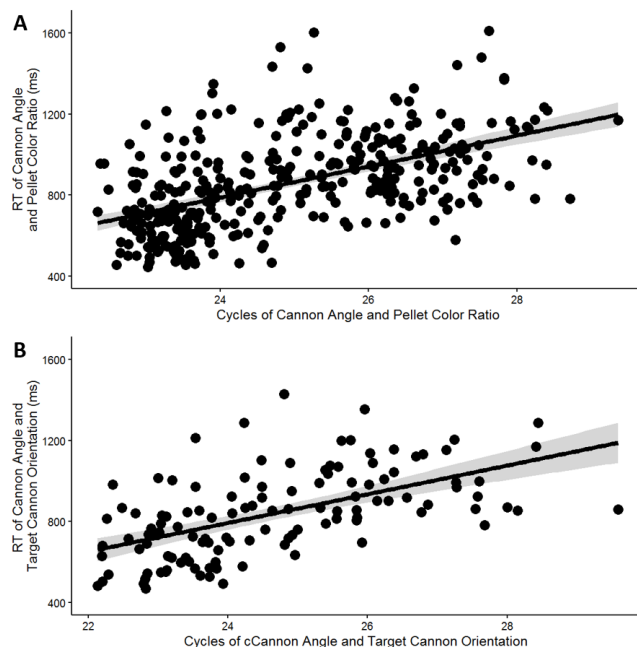 A
1600
1200
800
400
RT of Cannon Angle
and Pellet Color Ratio (ms)
24
26
28
Cycles of Cannon Angle and Pellet Color Ratio
B
1600
1200
800
400
RT of Cannon Angle and
Target Cannon Orientation (ms)
22
24
26
28
Cycles of cCannon Angle and Target Cannon Orientation